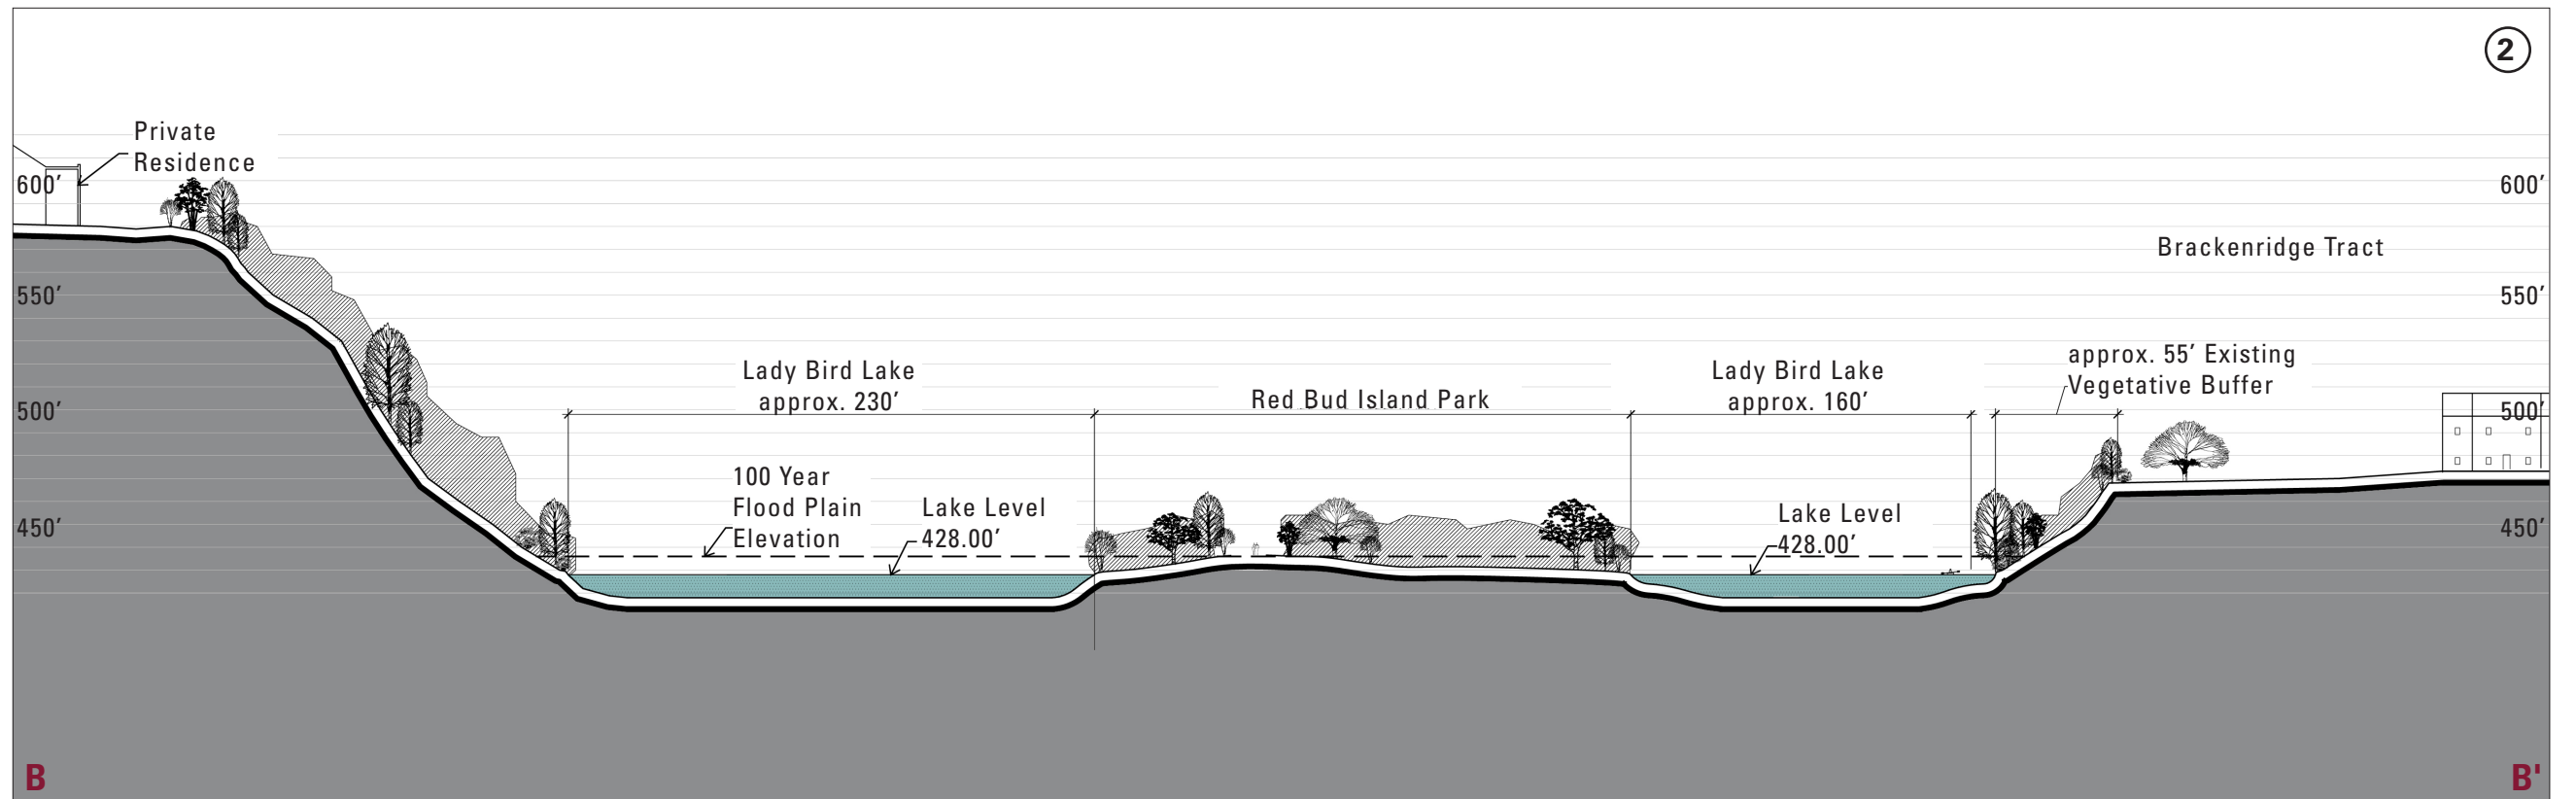 2
Private
Residence
600’
600’
Brackenridge Tract
550’
550’
approx. 55’ Existing
Vegetative Buffer
Lady Bird Lake
approx. 230’
Red Bud Island Park
Lady Bird Lake
approx. 160’
500’
500’
100 Year
Flood Plain
Elevation
Lake Level
428.00’
Lake Level
428.00’
450’
450’
B
B'